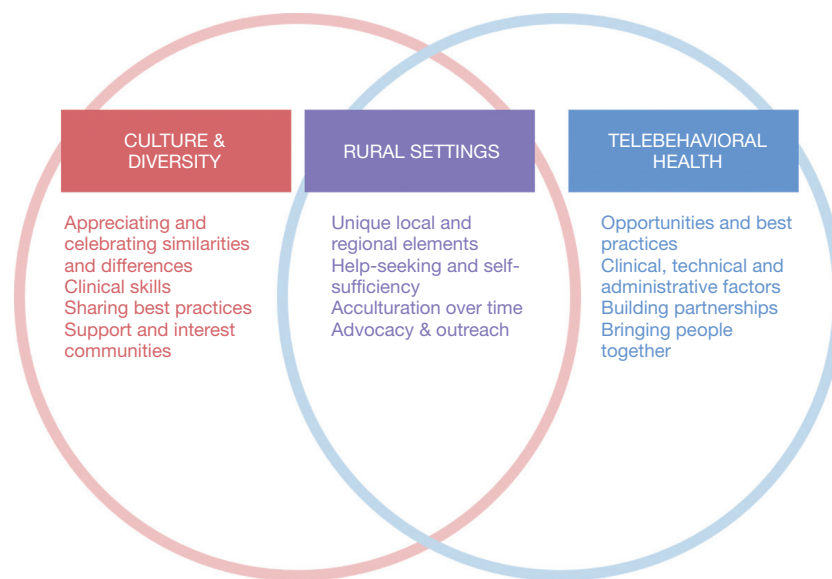 CULTURE &
DIVERSITY
Appreciating and
celebrating similarities
and differences
Clinical skills
Sharing best practices
Support and interest
communities
RURAL SETTINGS
Unique local and
regional elements
Help-seeking and self-
sufficiency
Acculturation over time
Advocacy & outreach
TELEBEHAVIORAL
HEALTH
Opportunities and best
practices
Clinical, technical and
administrative factors
Building partnerships
Bringing people
together